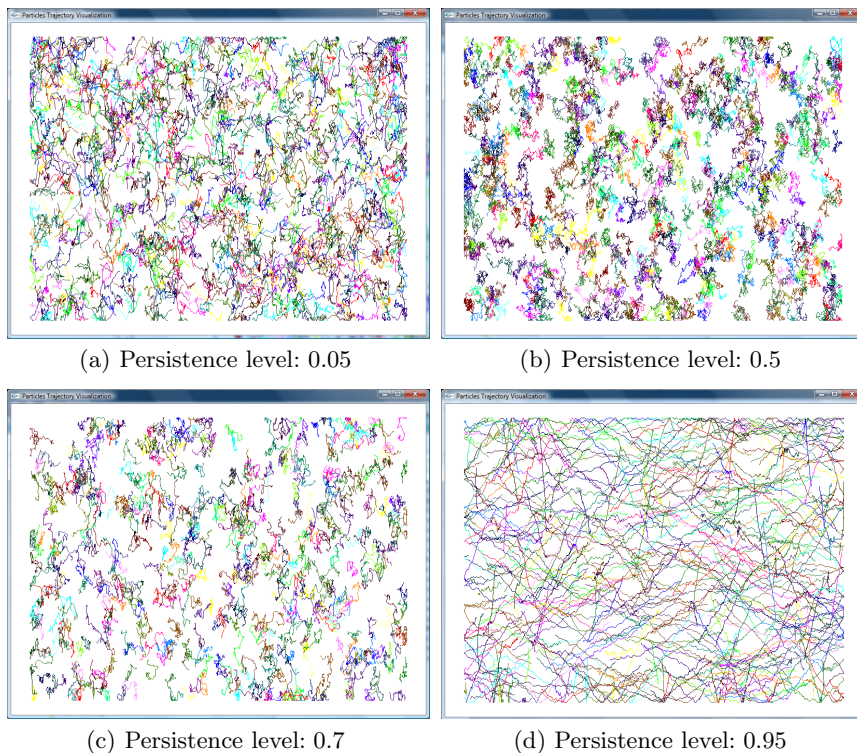 Particles Trajectory Visualization
Particles Trajectory Visualization
(a) Persistence level: 0.05
(b) Persistence level: 0.5
Particles Trajectory Visualization
Particles Trajectory Visualization
(c) Persistence level: 0.7
(d) Persistence level: 0.95